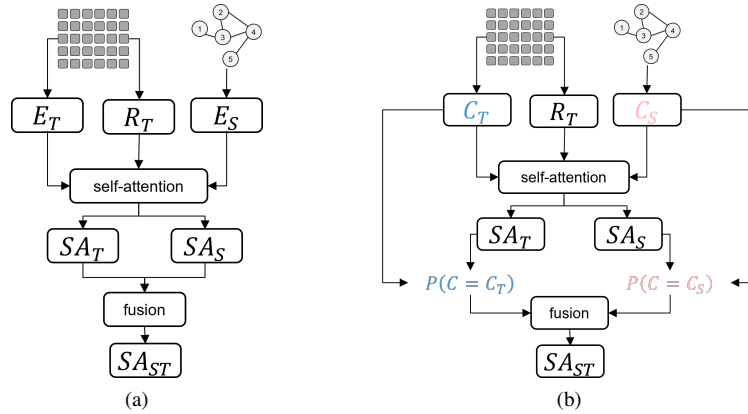 1
2
3
4
5
E_T
R_T
E_S
self-attention
SA_T
SA_S
fusion
SA_ST
(a)
1
2
3
4
5
C_T
R_T
C_S
self-attention
SA_T
SA_S
P(C = C_T)
P(C = C_S)
fusion
SA_ST
(b)